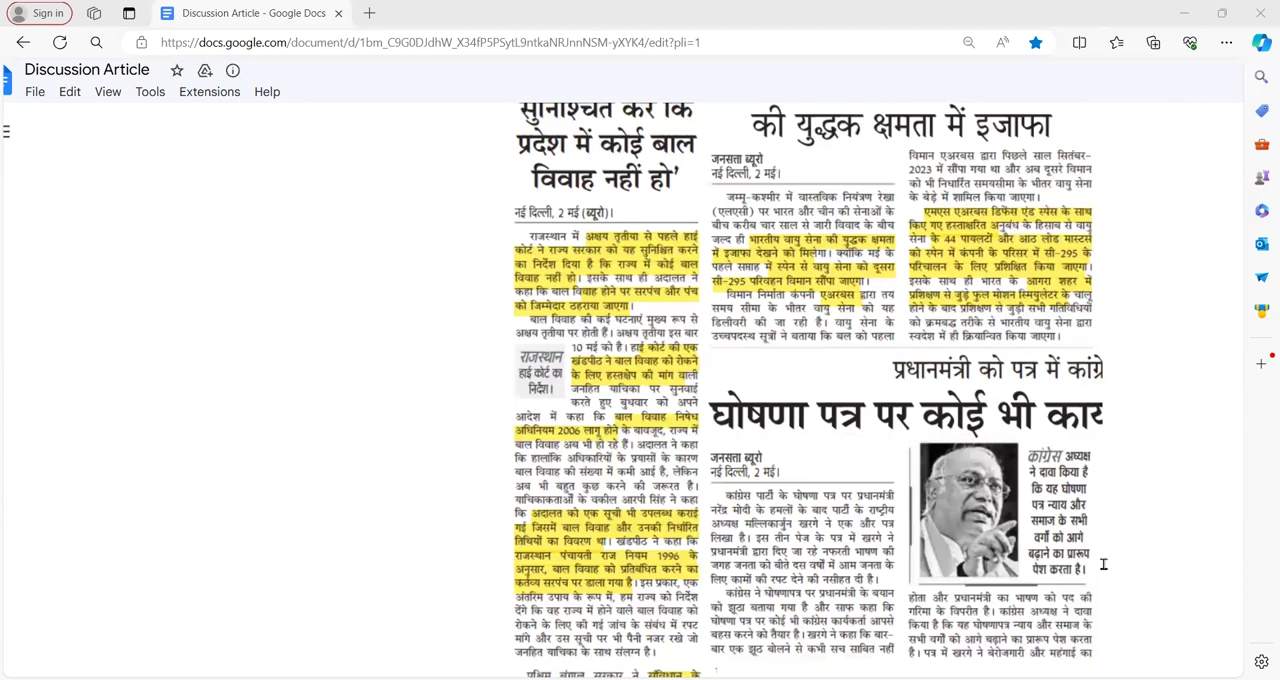 Sign in
Discussion Article - Google Docs
https://docs.google.com/document/d/1bm_C9G0DJdhW_X34fP5PSytL9ntkaNRJnnNSM-yXYK4/edit?pli=1
Discussion Article
File Edit View Tools Extensions Help
सुनिश्चित करे कि
प्रदेश में कोई बाल
विवाह नहीं हो’
नई दिल्ली, 2 मई (ब्यूरो)।
राजस्थान में अक्षय तृतीया से पहले हाई
कोर्ट ने राज्य सरकार को यह सुनिश्चित करने
का निर्देश दिया है कि राज्य में कोई बाल
विवाह नहीं हो। इसके साथ ही अदालत ने
कहा कि बाल विवाह होने पर सरपंच और पंच
को जिम्मेदार ठहराया जाएगा।
बाल विवाह की कई घटनाएं मुख्य रूप से
अक्षय तृतीया पर होती हैं। अक्षय तृतीया इस बार
10 मई को है। हाई कोर्ट की एक
खंडपीठ ने बाल विवाह को रोकने
के लिए हस्तक्षेप की मांग वाली
जनहित याचिका पर सुनवाई
करते हुए बुधवार को अपने
राजस्थान
हाई कोर्ट का
निर्देश।
आदेश में कहा कि बाल विवाह निषेध
अधिनियम 2006 लागू होने के बावजूद, राज्य में
बाल विवाह अब भी हो रहे हैं। अदालत ने कहा
कि हालांकि अधिकारियों के प्रयासों के कारण
बाल विवाह की संख्या में कमी आई है, लेकिन
अब भी बहुत कुछ करने की जरूरत है।
याचिकाकर्ताओं के वकील आरपी सिंह ने कहा
कि अदालत को एक सूची भी उपलब्ध कराई
गई जिसमें बाल विवाह और उनकी निर्धारित
तिथियों का विवरण था। खंडपीठ ने कहा कि
राजस्थान पंचायती राज नियम 1996 के
अनुसार, बाल विवाह को प्रतिबंधित करने का
कर्तव्य सरपंच पर डाला गया है। इस प्रकार, एक
अंतरिम उपाय के रूप में, हम राज्य को निर्देश
देंगे कि वह राज्य में होने वाले बाल विवाह को
रोकने के लिए की गई जांच के संबंध में रपट
मांगे और उस सूची पर भी पैनी नजर रखे जो
जनहित याचिका के साथ संलग्न है।
पश्चिम बंगाल सरकार ने संविधान के
की युद्धक क्षमता में इजाफा
जनसत्ता ब्यूरो
नई दिल्ली, 2 मई।
जम्मू-कश्मीर में वास्तविक नियंत्रण रेखा
(एलएसी) पर भारत और चीन की सेनाओं के
बीच करीब चार साल से जारी विवाद के बीच
जल्द ही भारतीय वायु सेना की युद्धक क्षमता
में इजाफा देखने को मिलेगा। क्योंकि मई के
पहले सप्ताह में स्पेन से वायु सेना को दूसरा
सी-295 परिवहन विमान सौंपा जाएगा।
विमान निर्माता कंपनी एअरबस द्वारा तय
समय सीमा के भीतर वायु सेना को यह
डिलीवरी की जा रही है। वायु सेना के
उच्चपदस्थ सूत्रों ने बताया कि बल को पहला
विमान एअरबस द्वारा पिछले साल सितंबर-
2023 में सौंपा गया था और अब दूसरे विमान
को भी निर्धारित समयसीमा के भीतर वायु सेना
के बेड़े में शामिल किया जाएगा।
एमएस एअरबस डिफेंस एंड स्पेस के साथ
किए गए हस्ताक्षरित अनुबंध के हिसाब से वायु
सेना के 44 पायलटों और आठ लोड मास्टरस
को स्पेन में कंपनी के परिसर में सी-295 के
परिचालन के लिए प्रशिक्षित किया जाएगा।
इसके साथ ही भारत के आगरा शहर में
प्रशिक्षण से जुड़े फुल मोशन स्मियुलेटर के चालू
होने के बाद प्रशिक्षण से जुड़ी सभी गतिविधियों
को क्रमबद्ध तरीके से भारतीय वायु सेना द्वारा
स्वदेश में ही क्रियान्वित किया जाएगा।
प्रधानमंत्री को पत्र में कांग्रे
घोषणा पत्र पर कोई भी कार्य
जनसत्ता ब्यूरो
नई दिल्ली, 2 मई।
कांग्रेस पार्टी के घोषणा पत्र पर प्रधानमंत्री
नरेंद्र मोदी के हमलों के बाद पार्टी के राष्ट्रीय
अध्यक्ष मल्लिकार्जुन खरगे ने एक और पत्र
लिखा है। इस तीन पेज के पत्र में खरगे ने
प्रधानमंत्री द्वारा दिए जा रहे नफरती भाषण की
जगह जनता को बीते दस वर्षों में आम जनता के
लिए कामों की रपट देने की नसीहत दी है।
कांग्रेस ने घोषणापत्र पर प्रधानमंत्री के बयान
को झूठा बताया गया है और साफ कहा कि
घोषणा पत्र पर कोई भी कांग्रेस कार्यकर्ता आपसे
बहस करने को तैयार है। खरगे ने कहा कि बार-
बार एक झूठ बोलने से कभी सच साबित नहीं
कांग्रेस अध्यक्ष
ने दावा किया है
कि यह घोषणा
पत्र न्याय और
समाज के सभी
वर्गों को आगे
बढ़ाने का प्रारूप
पेश करता है।
होता और प्रधानमंत्री का भाषण को पद की
गरिमा के विपरीत है। कांग्रेस अध्यक्ष ने दावा
किया है कि यह घोषणापत्र न्याय और समाज के
सभी वर्गों को आगे बढ़ाने का प्रारूप पेश करता
है। पत्र में खरगे ने बेरोजगारी और महंगाई का